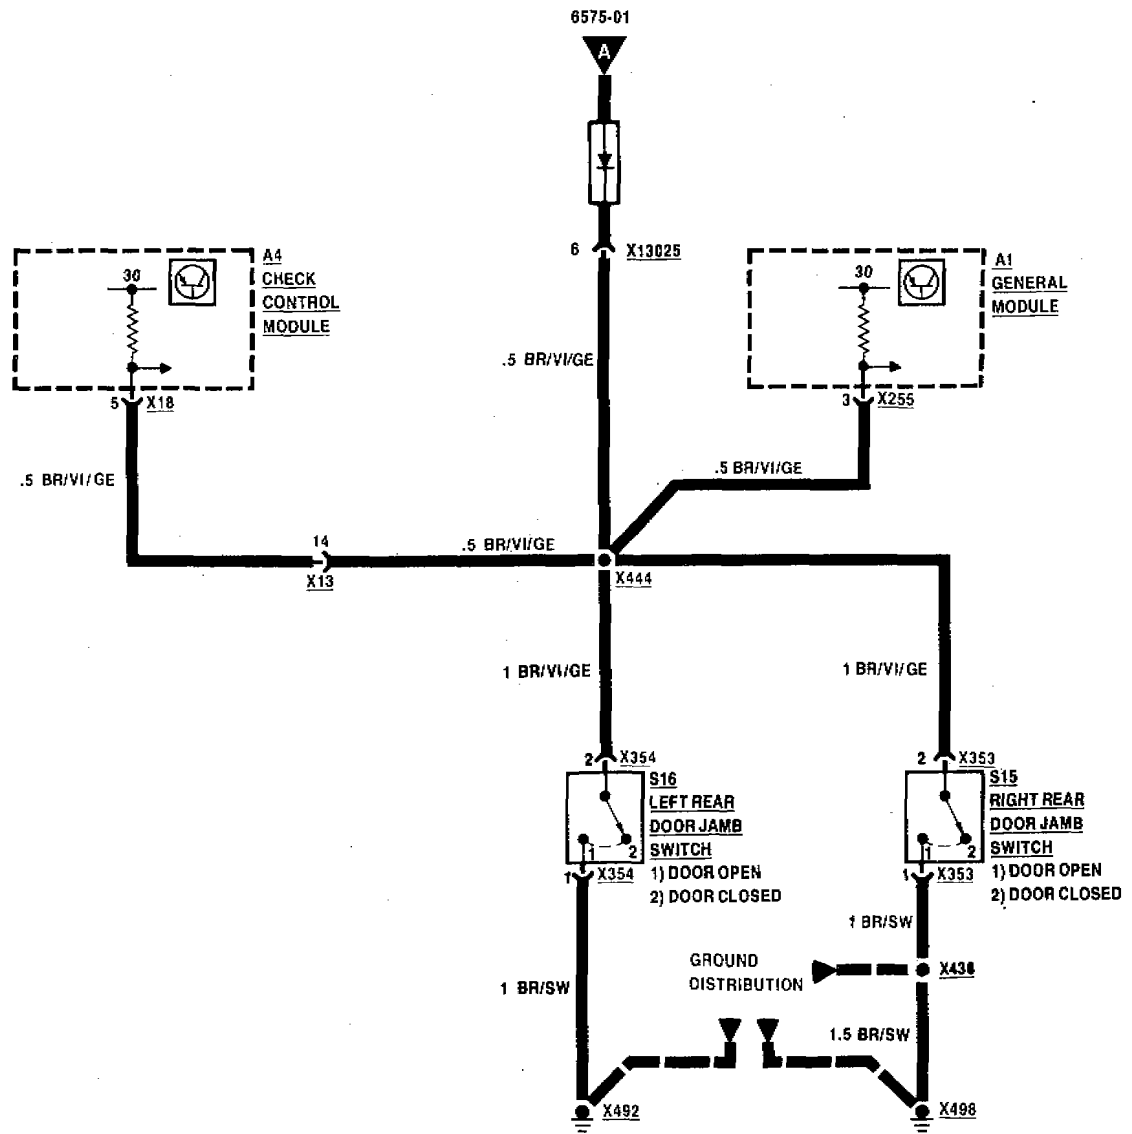 6575-01
A
6 X13025
A4
CHECK
CONTROL
MODULE
30
5 X18
A1
GENERAL
MODULE
30
3 X255
.5 BR/VI/GE
.5 BR/VI/GE
.5 BR/VI/GE
.5 BR/VI/GE
14
X13
X444
1 BR/VI/GE
1 BR/VI/GE
2 X354
S16
LEFT REAR
DOOR JAMB
SWITCH
1) DOOR OPEN
2) DOOR CLOSED
1 2
1 X354
2 X353
S15
RIGHT REAR
DOOR JAMB
SWITCH
1) DOOR OPEN
2) DOOR CLOSED
1 2
1 X353
1 BR/SW
GROUND
DISTRIBUTION
1 BR/SW
1.5 BR/SW
X492
X498